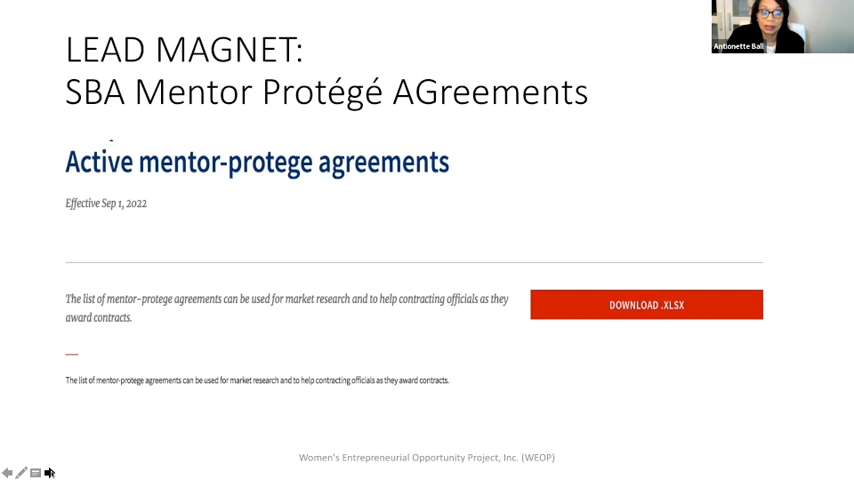 Antionette Ball
LEAD MAGNET:
SBA Mentor Protégé AGreements
Active mentor-protege agreements
Effective Sep 1, 2022
The list of mentor-protege agreements can be used for market research and to help contracting officials as they
award contracts.
DOWNLOAD .XLSX
The list of mentor-protege agreements can be used for market research and to help contracting officials as they award contracts.
Women's Entrepreneurial Opportunity Project, Inc. (WEOP)